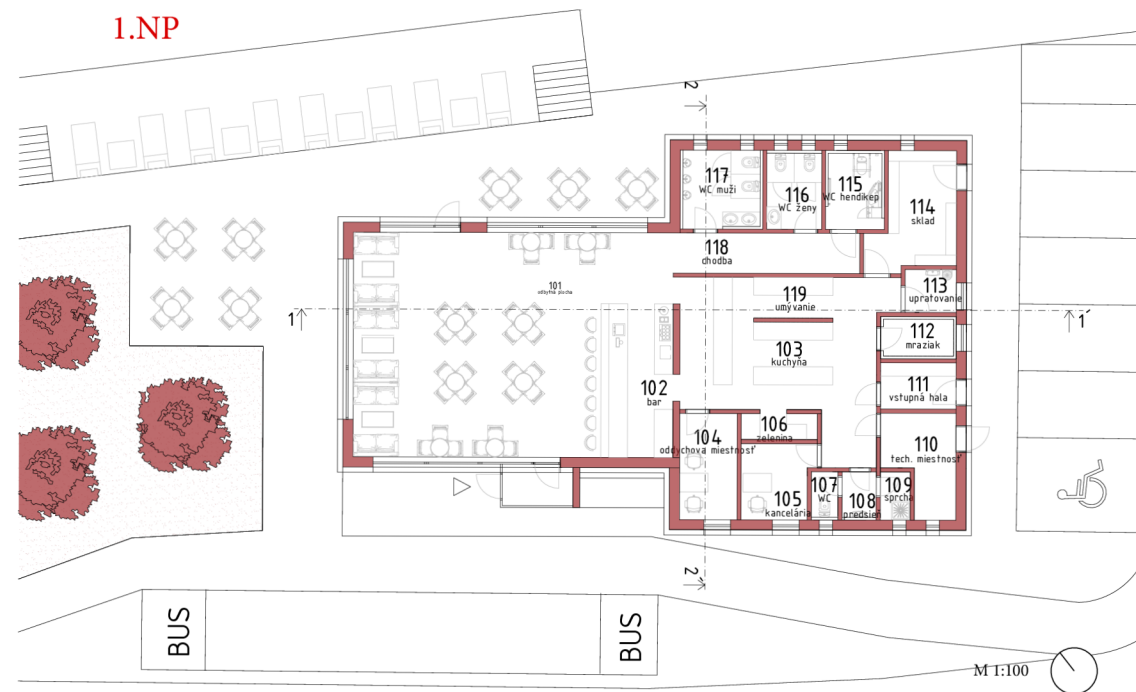 1.NP
2
117
WC muži
116
WC ženy
115
WC hendikep
114
sklad
118
chodba
101
odbytná plocha
119
umývanie
113
upratovanie
1
1´
112
mraziak
103
kuchyňa
102
bar
111
vstupná hala
106
zelenina
104
oddychova miestnosť
110
tech. miestnosť
107
WC
109
sprcha
105
kancelária
108
predsieň
2´
BUS
BUS
M 1:100